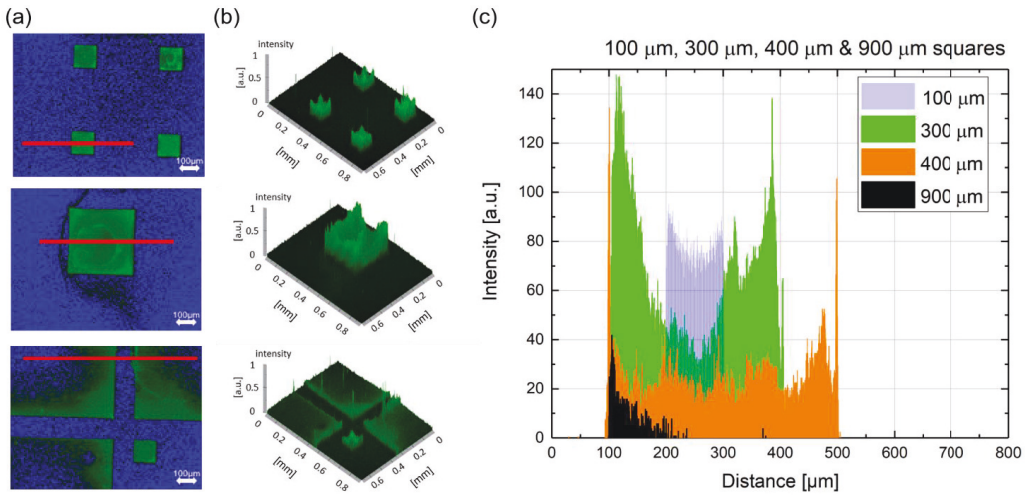 (a)
(b)
(c)
100µm
100µm
100µm
intensity
[a.u.]
1
0.5
0
0
0.2
0.4
0.6
0.8
[mm]
0.6
0.4
0.2
0
[mm]
intensity
[a.u.]
1
0.5
0
0
0.2
0.4
0.6
0.8
[mm]
0.6
0.4
0.2
0
[mm]
intensity
[a.u.]
1
0.5
0
0
0.2
0.4
0.6
0.8
[mm]
0.6
0.4
0.2
0
[mm]
100 µm, 300 µm, 400 µm & 900 µm squares
100 µm
300 µm
400 µm
900 µm
Intensity [a.u.]
140
120
100
80
60
40
20
0
0 100 200 300 400 500 600 700 800
Distance [µm]